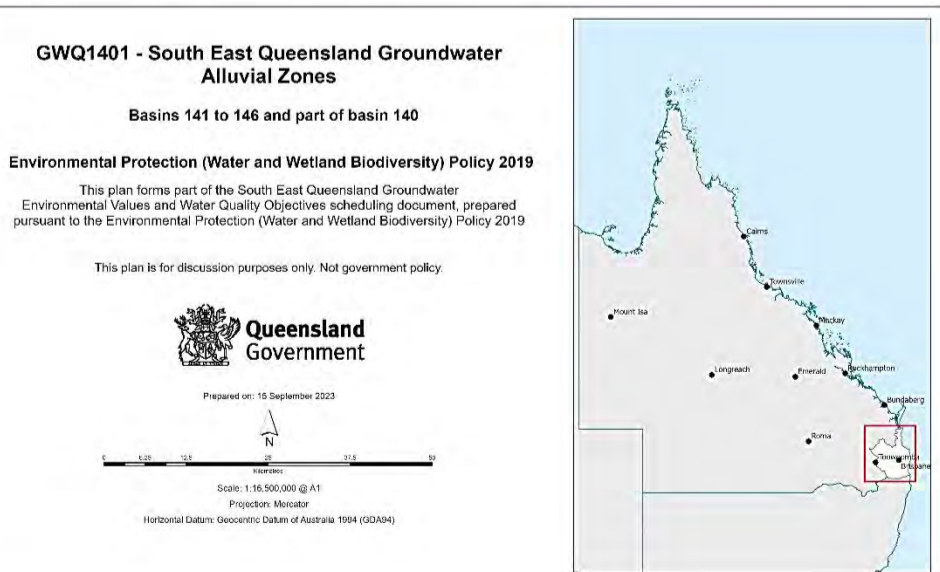 GWQ1401 - South East Queensland Groundwater
Alluvial Zones
Basins 141 to 146 and part of basin 140
Environmental Protection (Water and Wetland Biodiversity) Policy 2019
This plan forms part of the South East Queensland Groundwater
Environmental Values and Water Quality Objectives scheduling document, prepared
pursuant to the Environmental Protection (Water and Wetland Biodiversity) Policy 2019
This plan is for discussion purposes only. Not government policy.
Queensland
Government
Prepared on: 15 September 2023
N
0 6.25 12.5 25 37.5 50
Kilometres
Scale: 1:16,500,000 @ A1
Projection: Mercator
Horizontal Datum: Geocentric Datum of Australia 1994 (GDA94)
Cairns
Townsville
Mount Isa
Mackay
Longreach
Emerald
Rockhampton
Bundaberg
Roma
Toowoomba
Brisbane